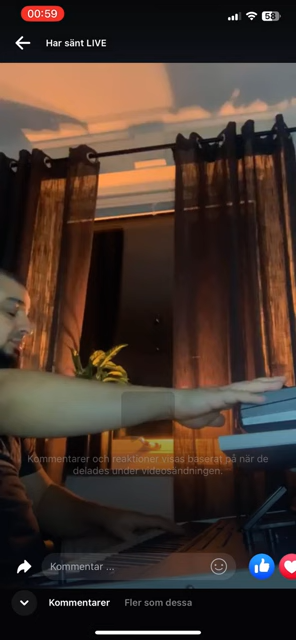 00:59
58
Har sänt LIVE
Kommentarer och reaktioner visas baserat på när de
delades under videosändningen.
Kommentar ...
Kommentarer Fler som dessa